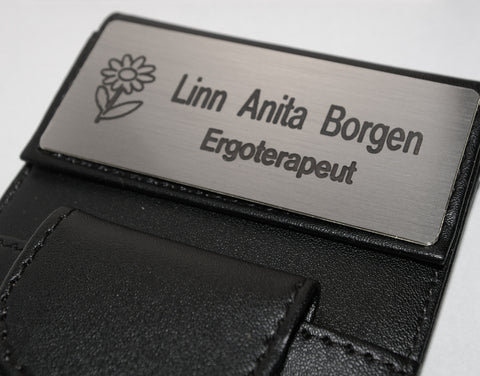 Linn Anita Borgen
Ergoterapeut